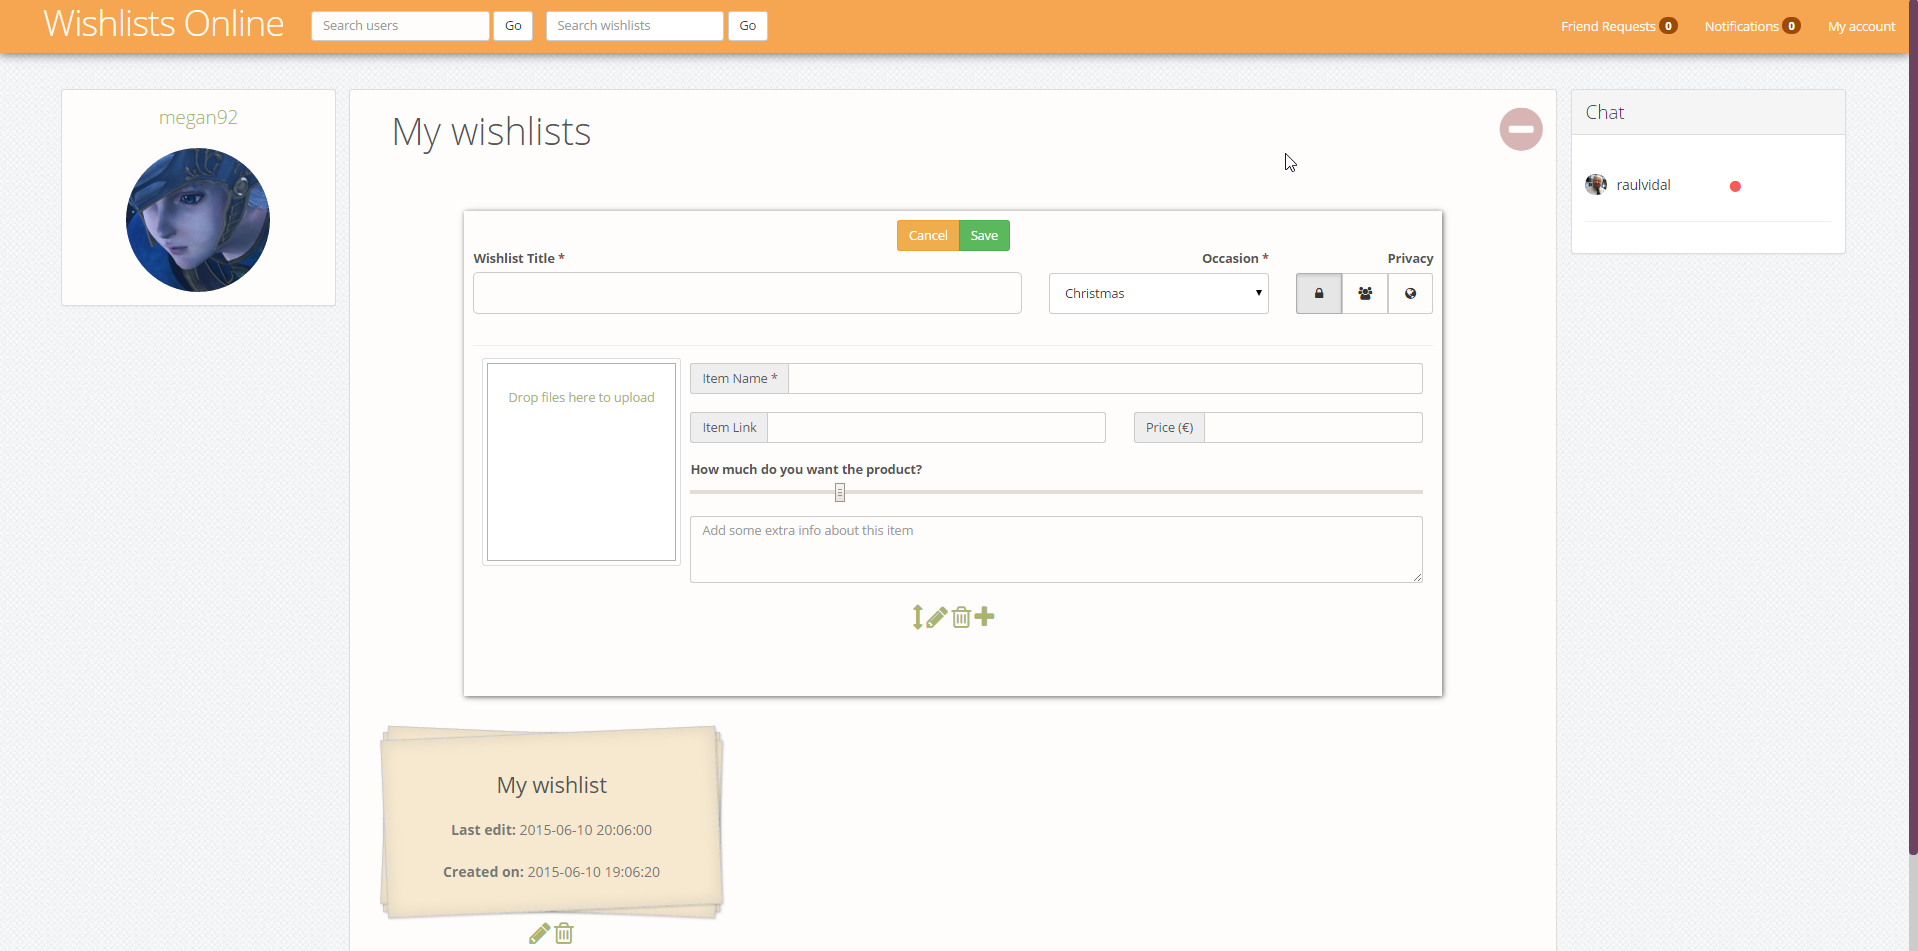 Wishlists Online Search users Go Search wishlists Go Friend Requests 0 Notifications 0 My account
megan92
My wishlists
Chat
raulvidal
Cancel Save
Wishlist Title * Occasion * Privacy
Christmas
Drop files here to upload
Item Name *
Item Link Price (€)
How much do you want the product?
Add some extra info about this item
My wishlist
Last edit: 2015-06-10 20:06:00
Created on: 2015-06-10 19:06:20